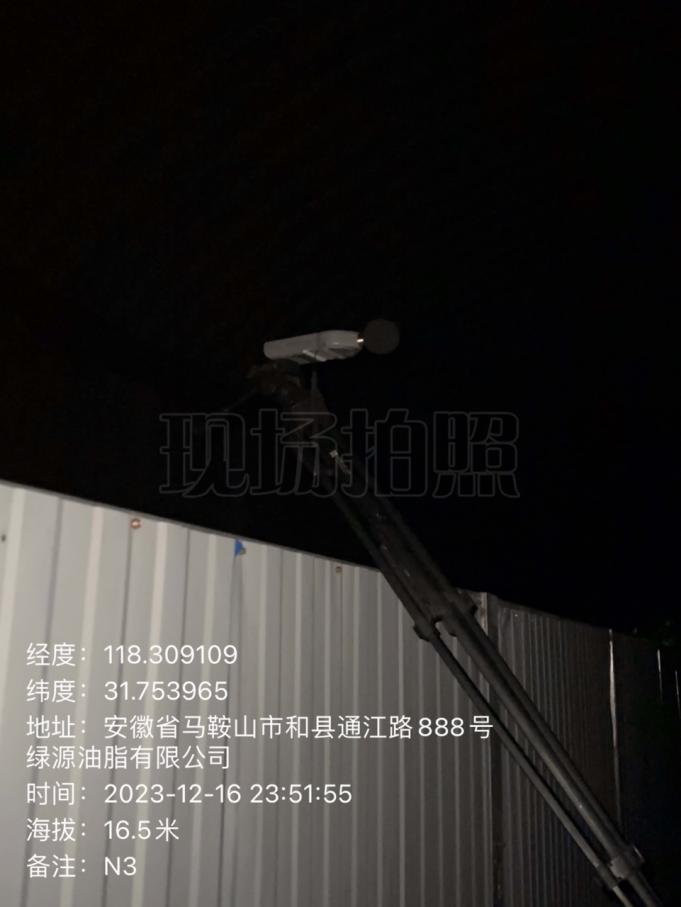 现场拍照
经度：118.309109
纬度：31.753965
地址：安徽省马鞍山市和县通江路888号
绿源油脂有限公司
时间：2023-12-16 23:51:55
海拔：16.5米
备注：N3